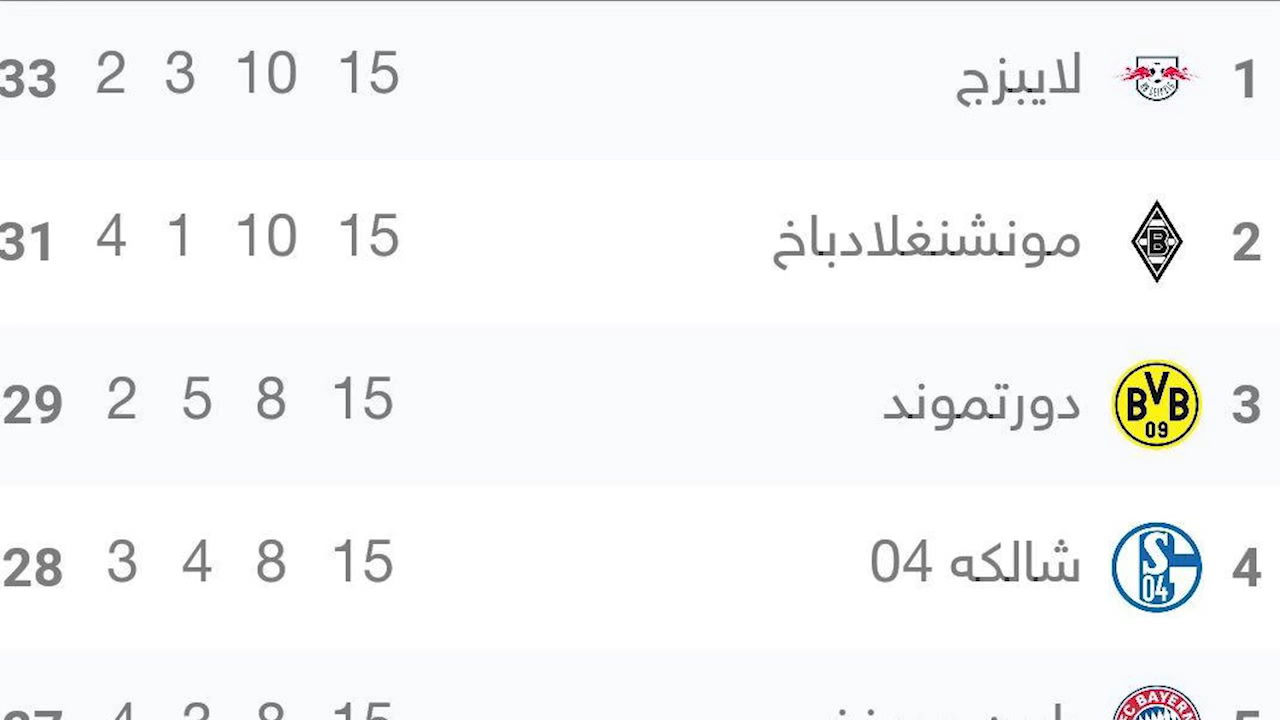 1 لايبزج 15 10 3 2 33
2 مونشنغلادباخ 15 10 1 4 31
3 دورتموند 15 8 5 2 29
BVB 09
4 شالكه 04 15 8 4 3 28
S 04